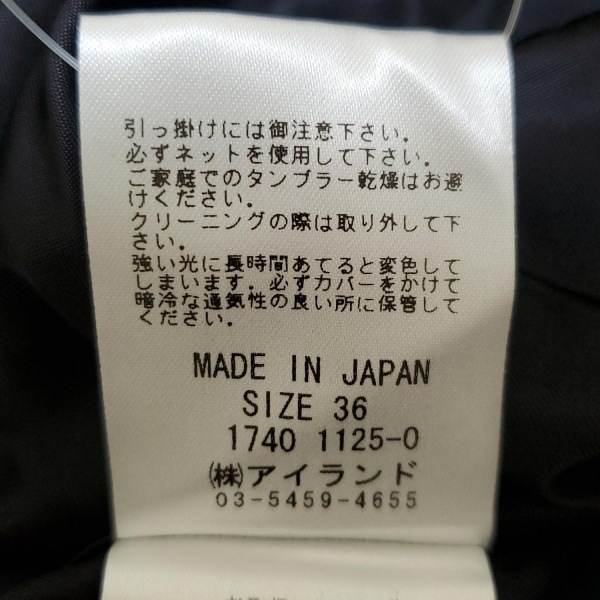 引っ掛けには御注意下さい。
必ずネットを使用して下さい。
ご家庭でのタンブラー乾燥はお避
けください。
クリーニングの際は取り外して下
さい。
強い光に長時間あてると変色して
しまいます。必ずカバーをかけて
暗冷な通気性の良い所に保管して
ください。
MADE IN JAPAN
SIZE 36
1740 1125-0
㈱アイランド
03-5459-4655